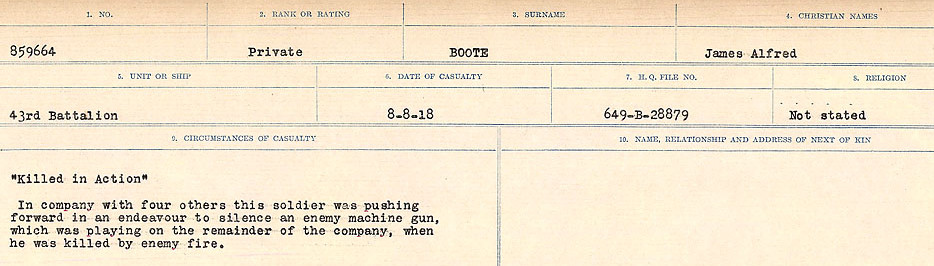 1. NO. 2. RANK OR RATING 3. SURNAME 4. CHRISTIAN NAMES
859664 Private BOOTE James Alfred
5. UNIT OR SHIP 6. DATE OF CASUALTY 7. H.Q. FILE NO. 8. RELIGION
43rd Battalion 8-8-18 649-B-28879 Not stated
9. CIRCUMSTANCES OF CASUALTY 10. NAME, RELATIONSHIP AND ADDRESS OF NEXT OF KIN
"Killed in Action"
In company with four others this soldier was pushing
forward in an endeavour to silence an enemy machine gun,
which was playing on the remainder of the company, when
he was killed by enemy fire.